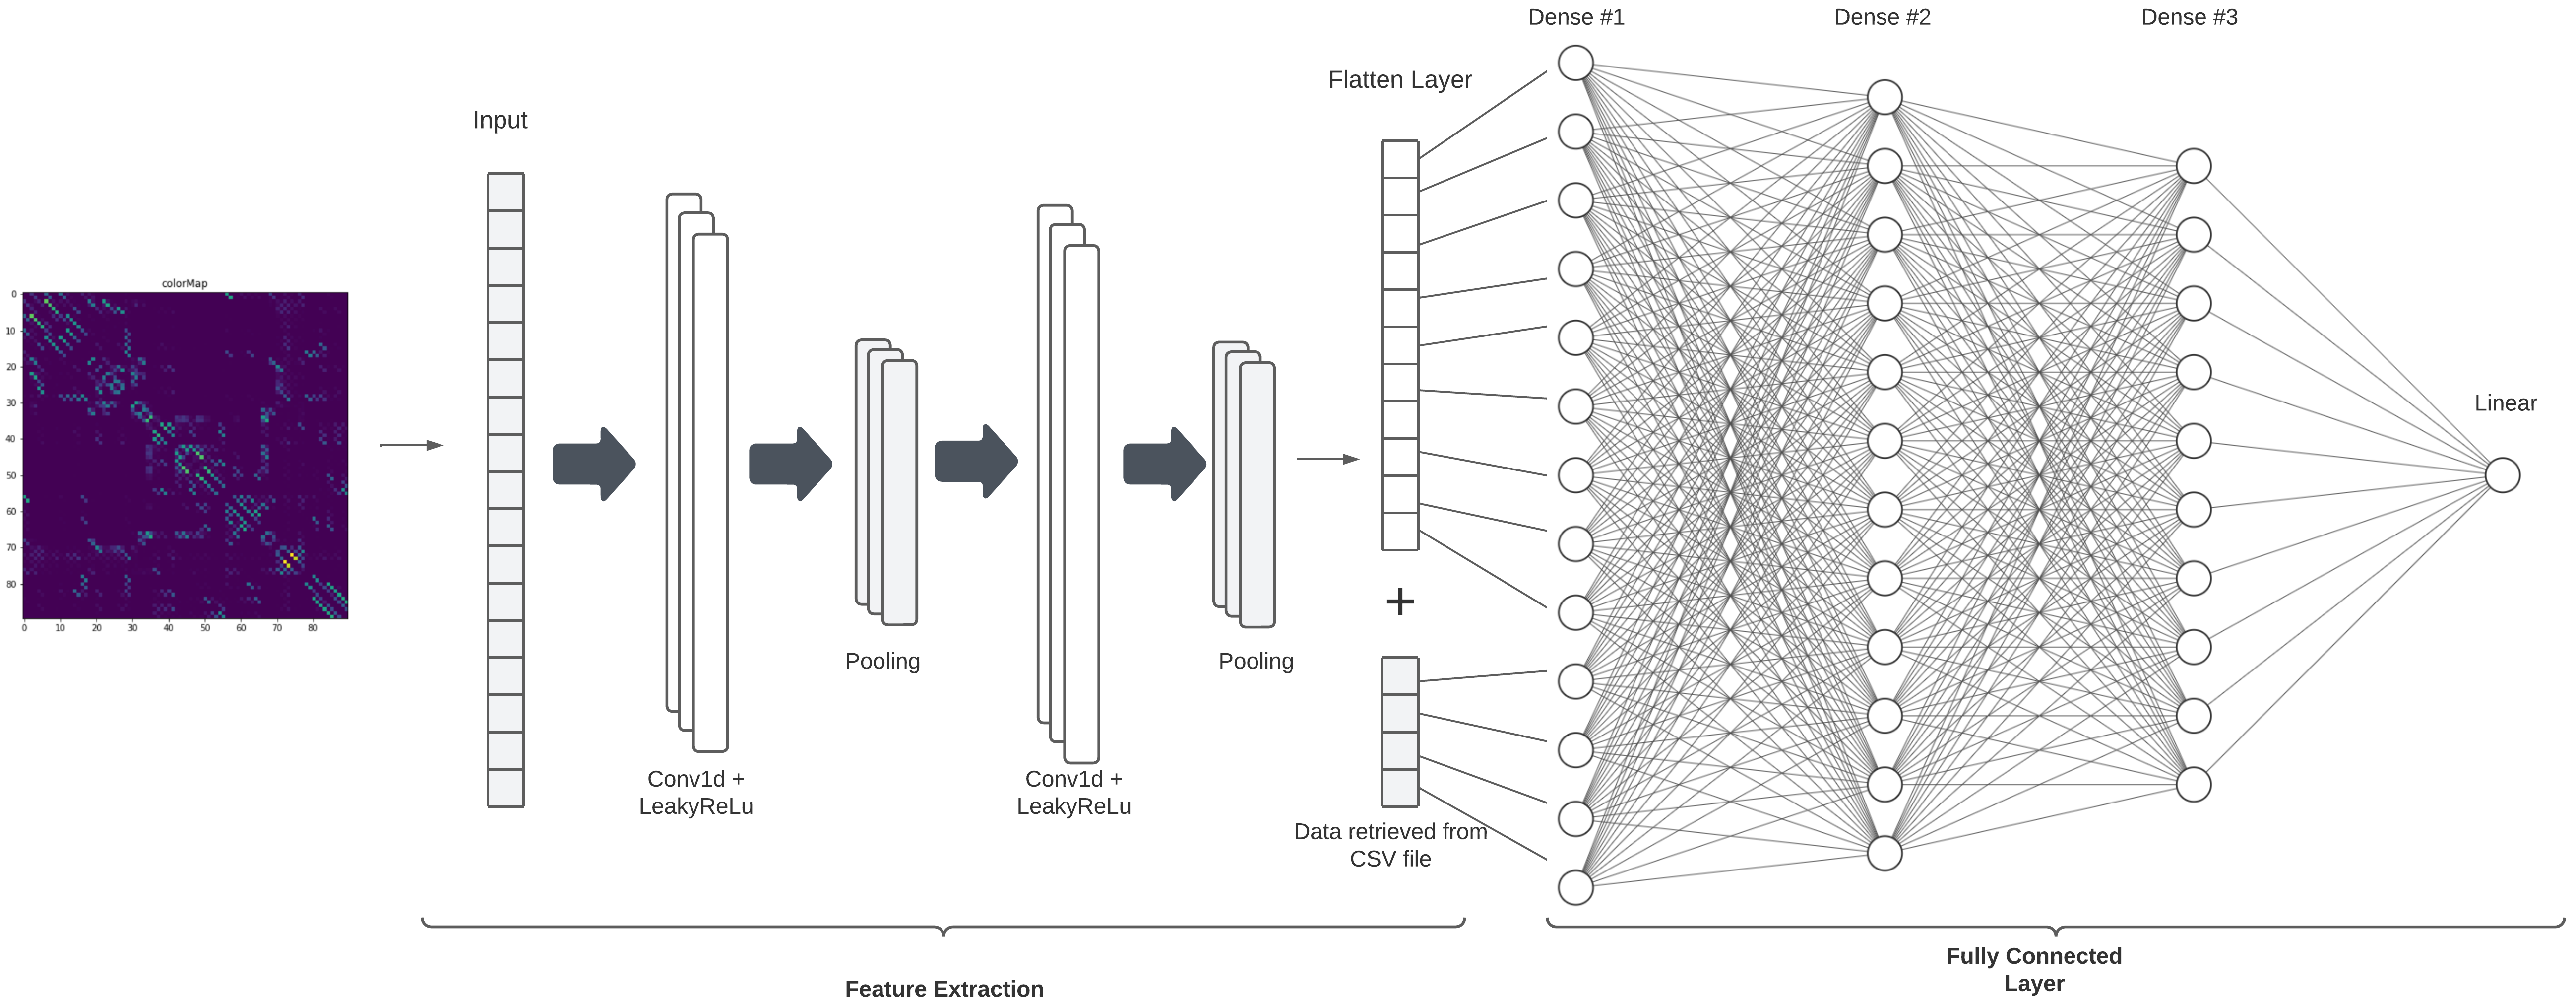 Dense #1
Dense #2
Dense #3
Flatten Layer
Input
colorMap
0
10
20
30
40
50
60
70
80
0
10
20
30
40
50
60
70
80
Linear
+
Pooling
Pooling
Conv1d +
LeakyReLu
Conv1d +
LeakyReLu
Data retrieved from
CSV file
Feature Extraction
Fully Connected
Layer